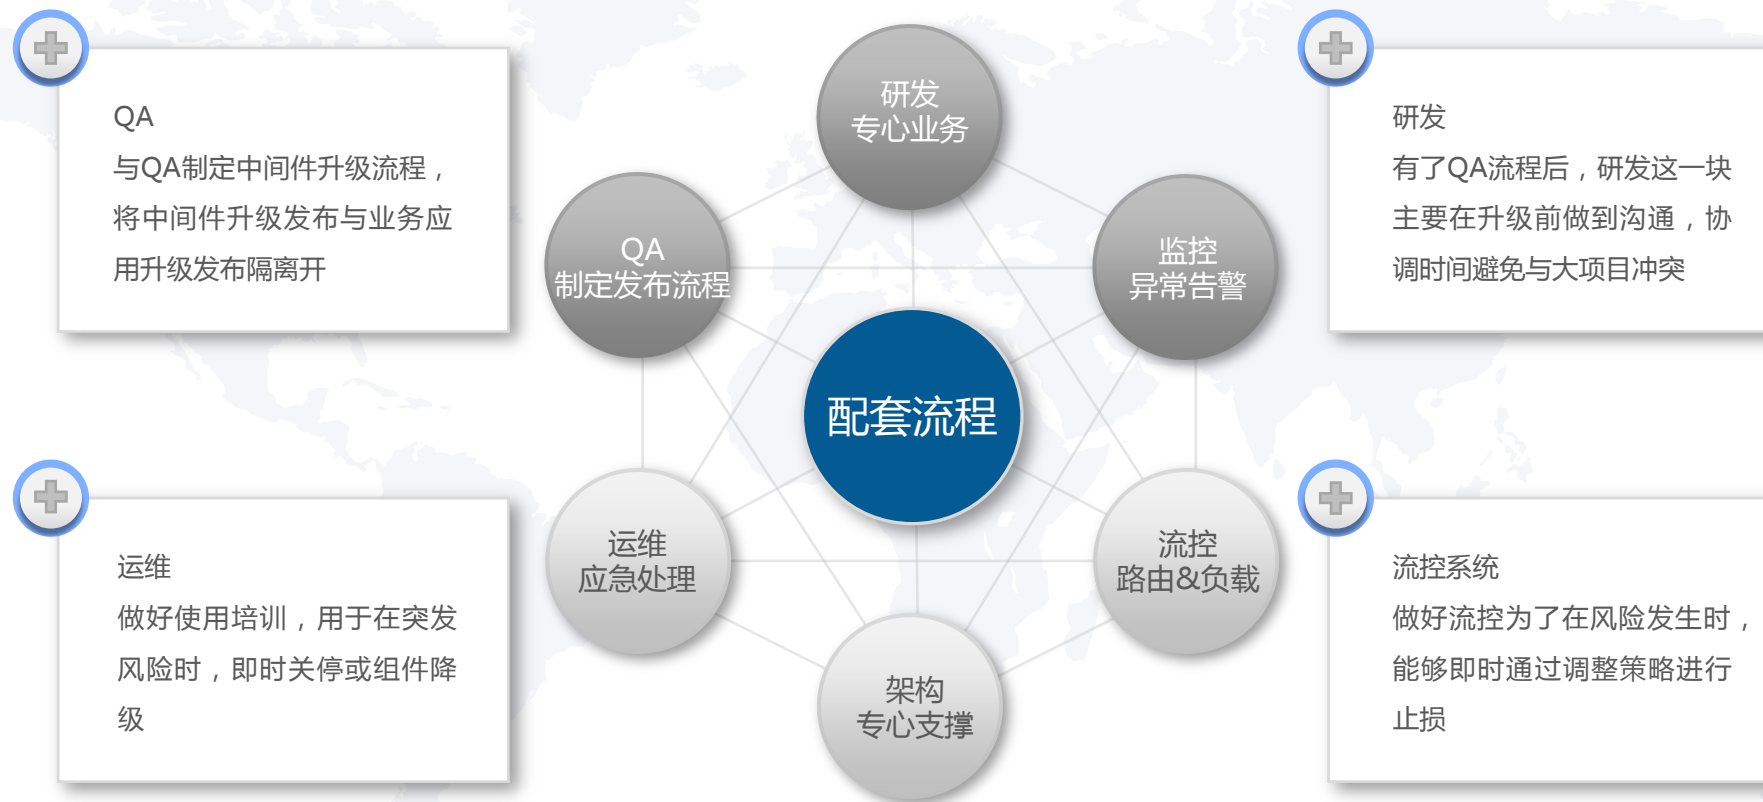 QA
与QA制定中间件升级流程，
将中间件升级发布与业务应
用升级发布隔离开
研发
专心业务
QA
制定发布流程
监控
异常告警
研发
有了QA流程后，研发这一块
主要在升级前做到沟通，协
调时间避免与大项目冲突
配套流程
运维
做好使用培训，用于在突发
风险时，即时关停或组件降
级
运维
应急处理
流控
路由&负载
架构
专心支撑
流控系统
做好流控为了在风险发生时，
能够即时通过调整策略进行
止损